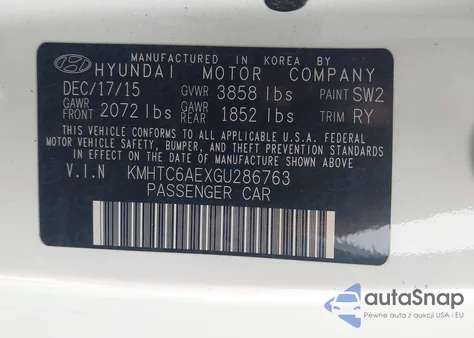 MANUFACTURED IN KOREA BY
HYUNDAI MOTOR COMPANY
DEC/17/15 GVWR 3858 lbs PAINT SW2
GAWR FRONT 2072 lbs GAWR REAR 1852 lbs TRIM RY
THIS VEHICLE CONFORMS TO ALL APPLICABLE U.S.A. FEDERAL
MOTOR VEHICLE SAFETY, BUMPER, AND THEFT PREVENTION
STANDARDS IN EFFECT ON THE DATE OF MANUFACTURE SHOWN ABOVE.
V.I.N KMHTC6AEXGU286763
PASSENGER CAR
autoSnap
Pewne auta z aukcji USA i EU